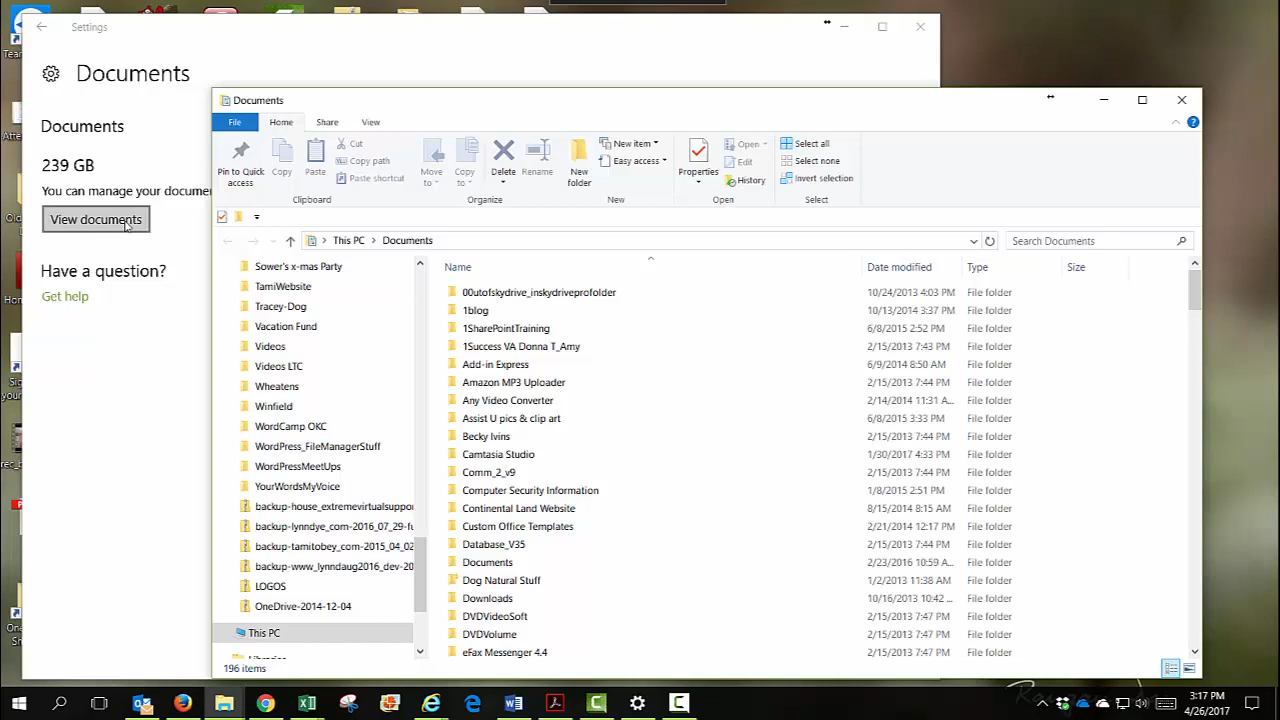 Settings
Documents
Documents
239 GB
You can manage your docume
View documents
Have a question?
Get help
Documents
File Home Share View
Pin to Quick access
Copy
Paste
Cut
Copy path
Paste shortcut
Clipboard
Move to
Copy to
Delete
Rename
Organize
New folder
New item
Easy access
New
Properties
Open
Edit
History
Open
Select all
Select none
Invert selection
Select
This PC > Documents
Search Documents
Sower's x-mas Party
TamiWebsite
Tracey-Dog
Vacation Fund
Videos
Videos LTC
Wheatens
Winfield
WordCamp OKC
WordPress_FileManagerStuff
WordPressMeetUps
YourWordsMyVoice
backup-house_extremevirtualsuppor
backup-lynndye_com-2016_07_29-fu
backup-tamitobey_com-2015_04_02
backup-www_lynndaug2016_dev-20
LOGOS
OneDrive-2014-12-04
This PC
Name Date modified Type Size
00utofskydrive_inskydriveprofolder 10/24/2013 4:03 PM File folder
1blog 10/13/2014 3:37 PM File folder
1SharePointTraining 6/8/2015 2:52 PM File folder
1Success VA Donna T_Amy 2/15/2013 7:43 PM File folder
Add-in Express 6/9/2014 8:50 AM File folder
Amazon MP3 Uploader 2/15/2013 7:44 PM File folder
Any Video Converter 2/14/2014 11:31 A... File folder
Assist U pics & clip art 6/8/2015 3:33 PM File folder
Becky Ivins 2/15/2013 7:44 PM File folder
Camtasia Studio 1/30/2017 4:33 PM File folder
Comm_2_v9 2/15/2013 7:44 PM File folder
Computer Security Information 1/8/2015 2:51 PM File folder
Continental Land Website 8/15/2014 8:15 AM File folder
Custom Office Templates 2/21/2014 12:17 PM File folder
Database_V35 2/15/2013 7:44 PM File folder
Documents 2/23/2016 10:59 A... File folder
Dog Natural Stuff 1/2/2013 11:38 AM File folder
Downloads 10/16/2013 10:42 ... File folder
DVDVideoSoft 2/15/2013 7:47 PM File folder
DVDVolume 2/15/2013 7:47 PM File folder
eFax Messenger 4.4 2/15/2013 7:47 PM File folder
196 items
3:17 PM
4/26/2017